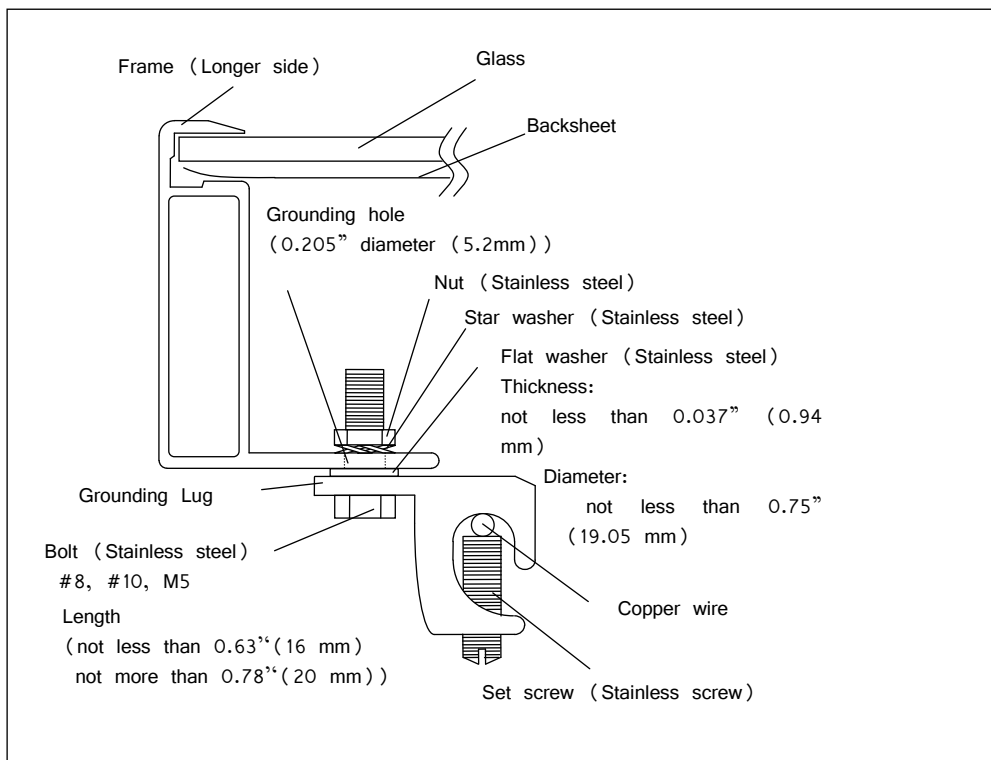 Frame （Longer side）
Glass
Backsheet
Grounding hole
（0.205” diameter （5.2mm））
Nut （Stainless steel）
Star washer （Stainless steel）
Flat washer （Stainless steel）
Thickness:
not less than 0.037” （0.94
mm）
Diameter:
not less than 0.75”
（19.05 mm）
Grounding Lug
Bolt （Stainless steel）
#8, #10, M5
Length
（not less than 0.63”（16 mm）
not more than 0.78”（20 mm））
Copper wire
Set screw （Stainless screw）